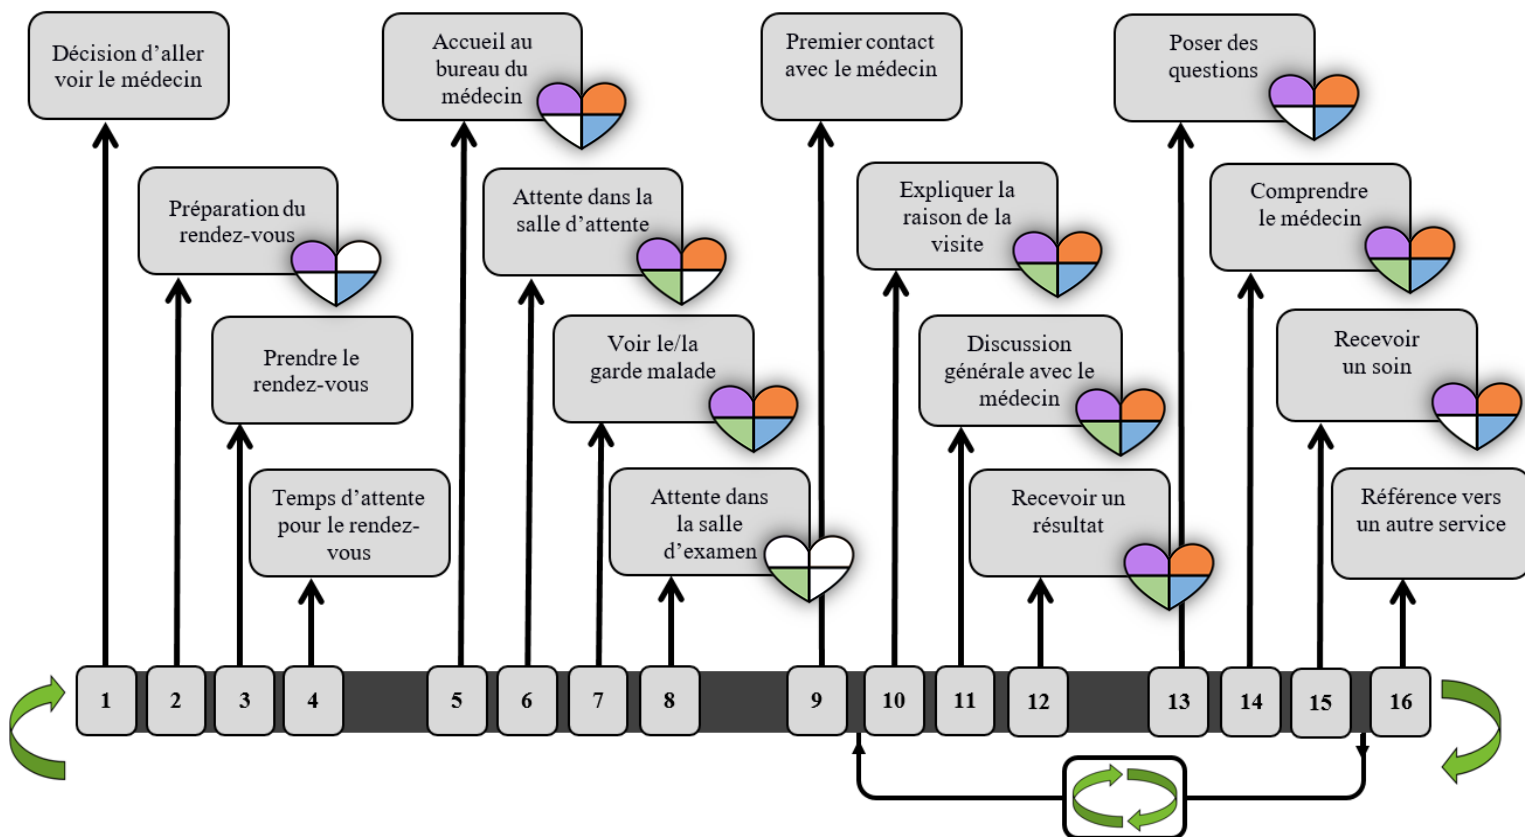 Décision d’aller
voir le médecin
Préparation du
rendez-vous
Prendre le
rendez-vous
Temps d’attente
pour le rendez-
vous
Accueil au
bureau du
médecin
Attente dans la
salle d’attente
Voir le/la
garde malade
Attente dans
la salle
d’examen
Premier contact
avec le médecin
Expliquer la
raison de la
visite
Discussion
générale avec le
médecin
Recevoir un
résultat
Poser des
questions
Comprendre
le médecin
Recevoir
un soin
Référence vers
un autre service
1 2 3 4 5 6 7 8 9 10 11 12 13 14 15 16